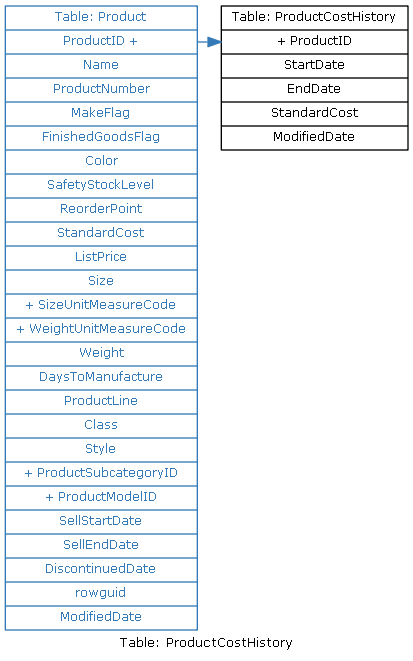 Table: Product
ProductID +
Name
ProductNumber
MakeFlag
FinishedGoodsFlag
Color
SafetyStockLevel
ReorderPoint
StandardCost
ListPrice
Size
+ SizeUnitMeasureCode
+ WeightUnitMeasureCode
Weight
DaysToManufacture
ProductLine
Class
Style
+ ProductSubcategoryID
+ ProductModelID
SellStartDate
SellEndDate
DiscontinuedDate
rowguid
ModifiedDate
Table: ProductCostHistory
+ ProductID
StartDate
EndDate
StandardCost
ModifiedDate
Table: ProductCostHistory